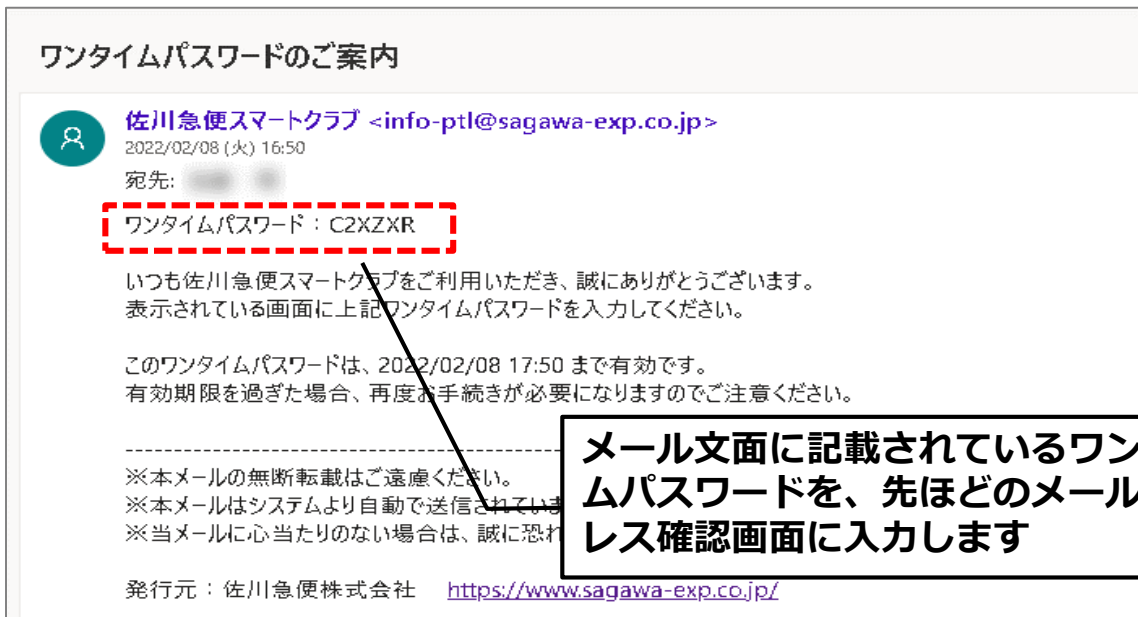 ワンタイムパスワードのご案内
佐川急便スマートクラブ <info-ptl@sagawa-exp.co.jp>
2022/02/08 (火) 16:50
宛先:
ワンタイムパスワード：C2XZXR
いつも佐川急便スマートクラブをご利用いただき、誠にありがとうございます。
表示されている画面に上記ワンタイムパスワードを入力してください。
このワンタイムパスワードは、2022/02/08 17:50 まで有効です。
有効期限を過ぎた場合、再度お手続きが必要になりますのでご注意ください。
※本メールの無断転載はご遠慮ください。
※本メールはシステムより自動で送信されていま
※当メールに心当たりのない場合は、誠に恐れ
メール文面に記載されているワン
ムパスワードを、先ほどのメール
レス確認画面に入力します
発行元：佐川急便株式会社 https://www.sagawa-exp.co.jp/